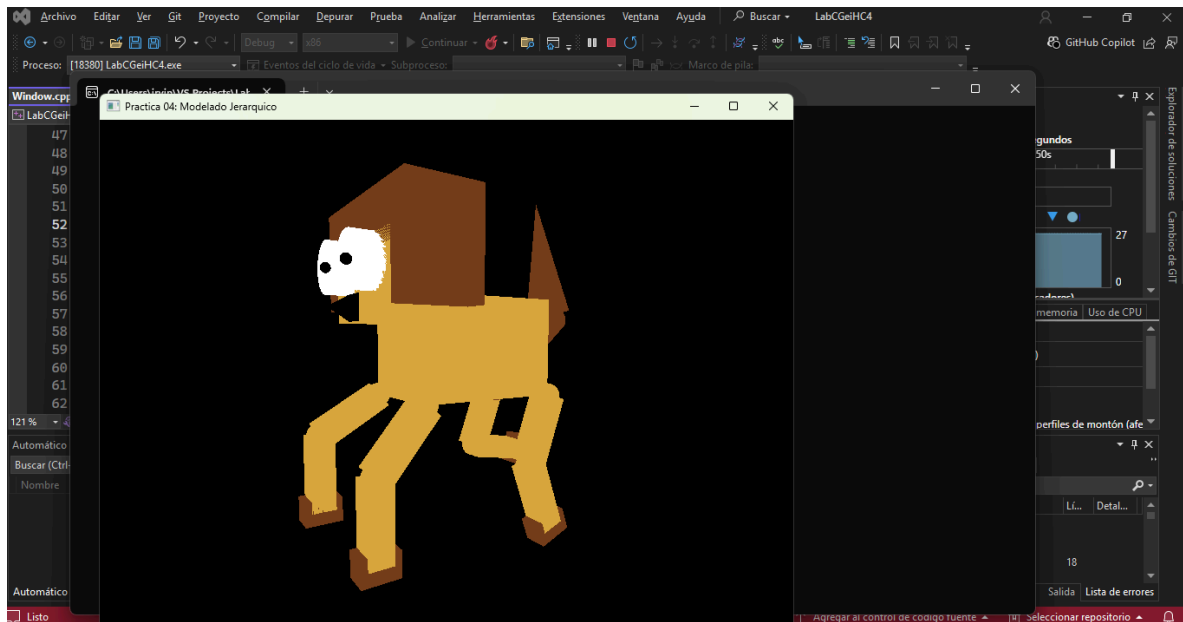 Archivo Editar Ver Git Proyecto Compilar Depurar Prueba Analizar Herramientas Extensiones Ventana Ayuda Buscar LabCGeiHC4
Debug x86 Continuar GitHub Copilot
Proceso: [18380] LabCGeiHC4.exe Eventos del ciclo de vida Subproceso: Marco de pila:
Window.cpp
Practica 04: Modelado Jerarquico
LabCGeiH
47
48
49
50
51
52
53
54
55
56
57
58
59
60
61
62
121 %
Automático
Buscar (Ctrl-
Nombre
Automático
Listo
gundos
50s
27
0
memoria Uso de CPU
perfiles de montón (afe
Lí... Detal...
18
Salida Lista de errores
Agregar al control de código fuente Seleccionar repositorio
Explorador de soluciones
Cambios de GIT